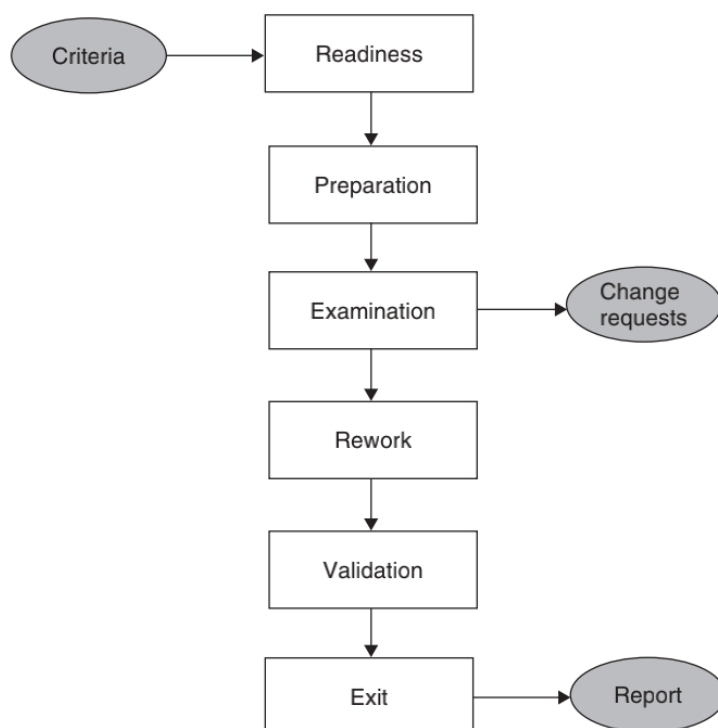 Criteria
Readiness
Preparation
Examination
Change
requests
Rework
Validation
Exit
Report